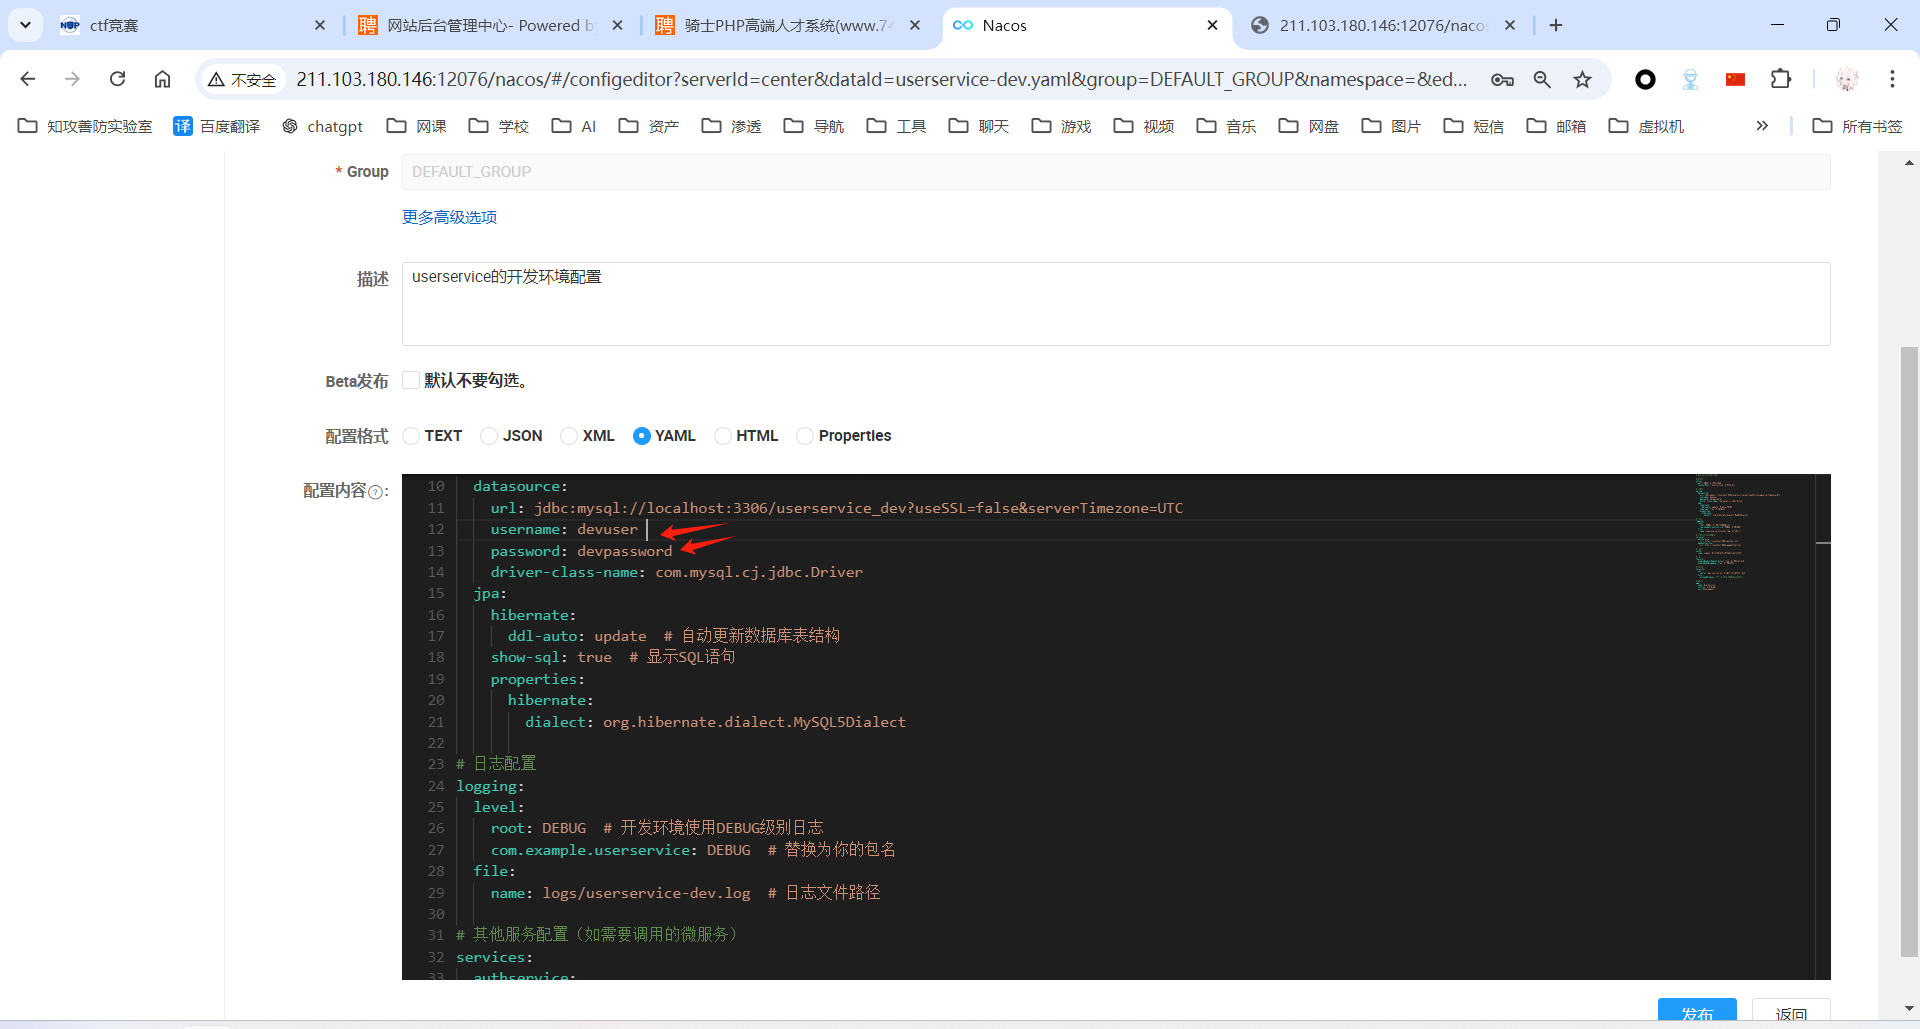 ctf竞赛
网站后台管理中心- Powered b
骑士PHP高端人才系统(www.74
Nacos
211.103.180.146:12076/nacos
不安全
211.103.180.146:12076/nacos/#/configeditor?serverId=center&dataId=userservice-dev.yaml&group=DEFAULT_GROUP&namespace=&ed...
知攻善防实验室
译 百度翻译
chatgpt
网课
学校
AI
资产
渗透
导航
工具
聊天
游戏
视频
音乐
网盘
图片
短信
邮箱
虚拟机
»
所有书签
* Group
DEFAULT_GROUP
更多高级选项
描述
userservice的开发环境配置
Beta发布
默认不要勾选。
配置格式
TEXT JSON XML YAML HTML Properties
配置内容?:
10 datasource:
11 url: jdbc:mysql://localhost:3306/userservice_dev?useSSL=false&serverTimezone=UTC
12 username: devuser
13 password: devpassword
14 driver-class-name: com.mysql.cj.jdbc.Driver
15 jpa:
16 hibernate:
17 ddl-auto: update # 自动更新数据库表结构
18 show-sql: true # 显示SQL语句
19 properties:
20 hibernate:
21 dialect: org.hibernate.dialect.MySQL5Dialect
22
23 # 日志配置
24 logging:
25 level:
26 root: DEBUG # 开发环境使用DEBUG级别日志
27 com.example.userservice: DEBUG # 替换为你的包名
28 file:
29 name: logs/userservice-dev.log # 日志文件路径
30
31 # 其他服务配置（如需要调用的微服务）
32 services:
33 authservice:
发布
返回